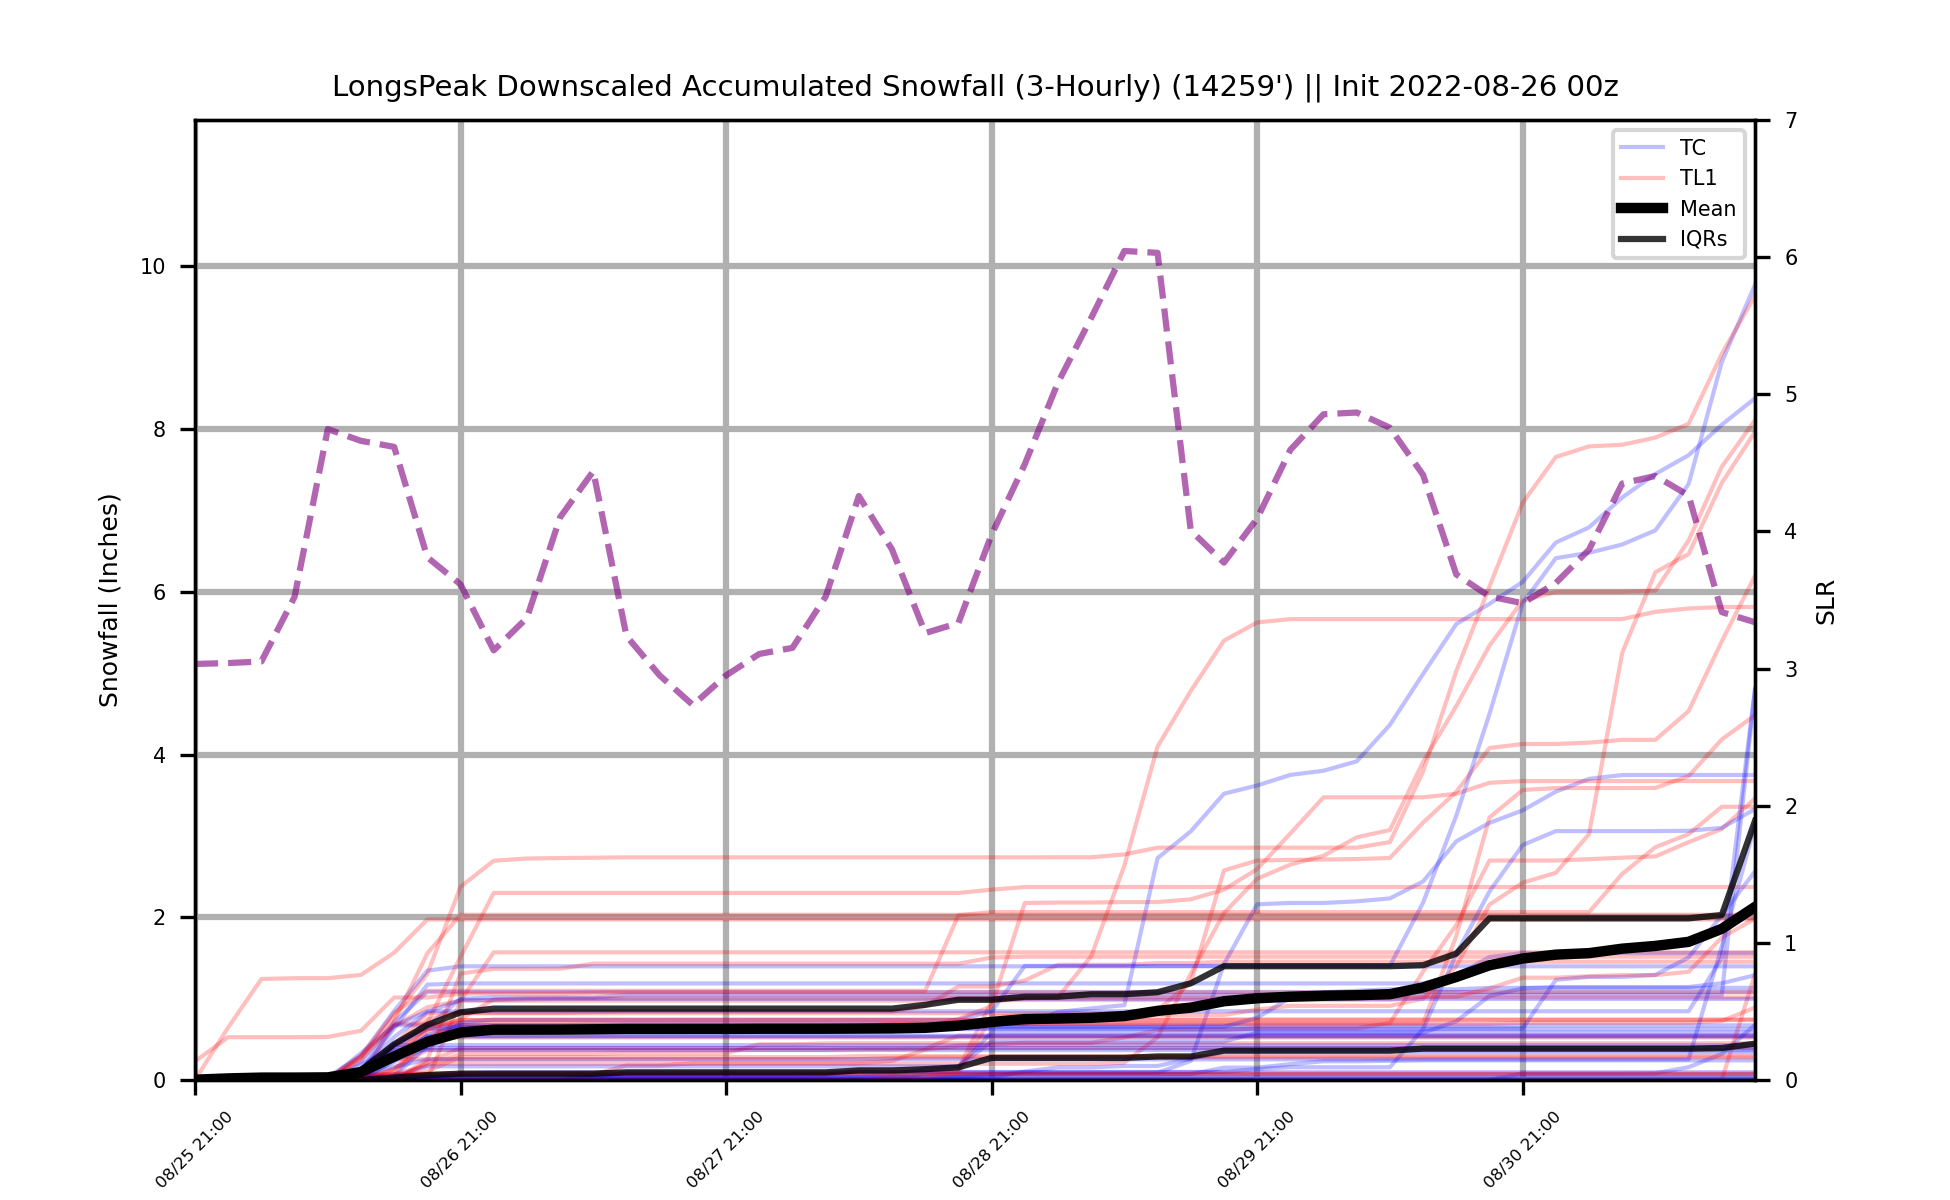 LongsPeak Downscaled Accumulated Snowfall (3-Hourly) (14259') || Init 2022-08-26 00z
TC
TL1
Mean
IQRs
Snowfall (Inches)
10
8
6
4
2
0
SLR
7
6
5
4
3
2
1
0
08/25 21:00
08/26 21:00
08/27 21:00
08/28 21:00
08/29 21:00
08/30 21:00